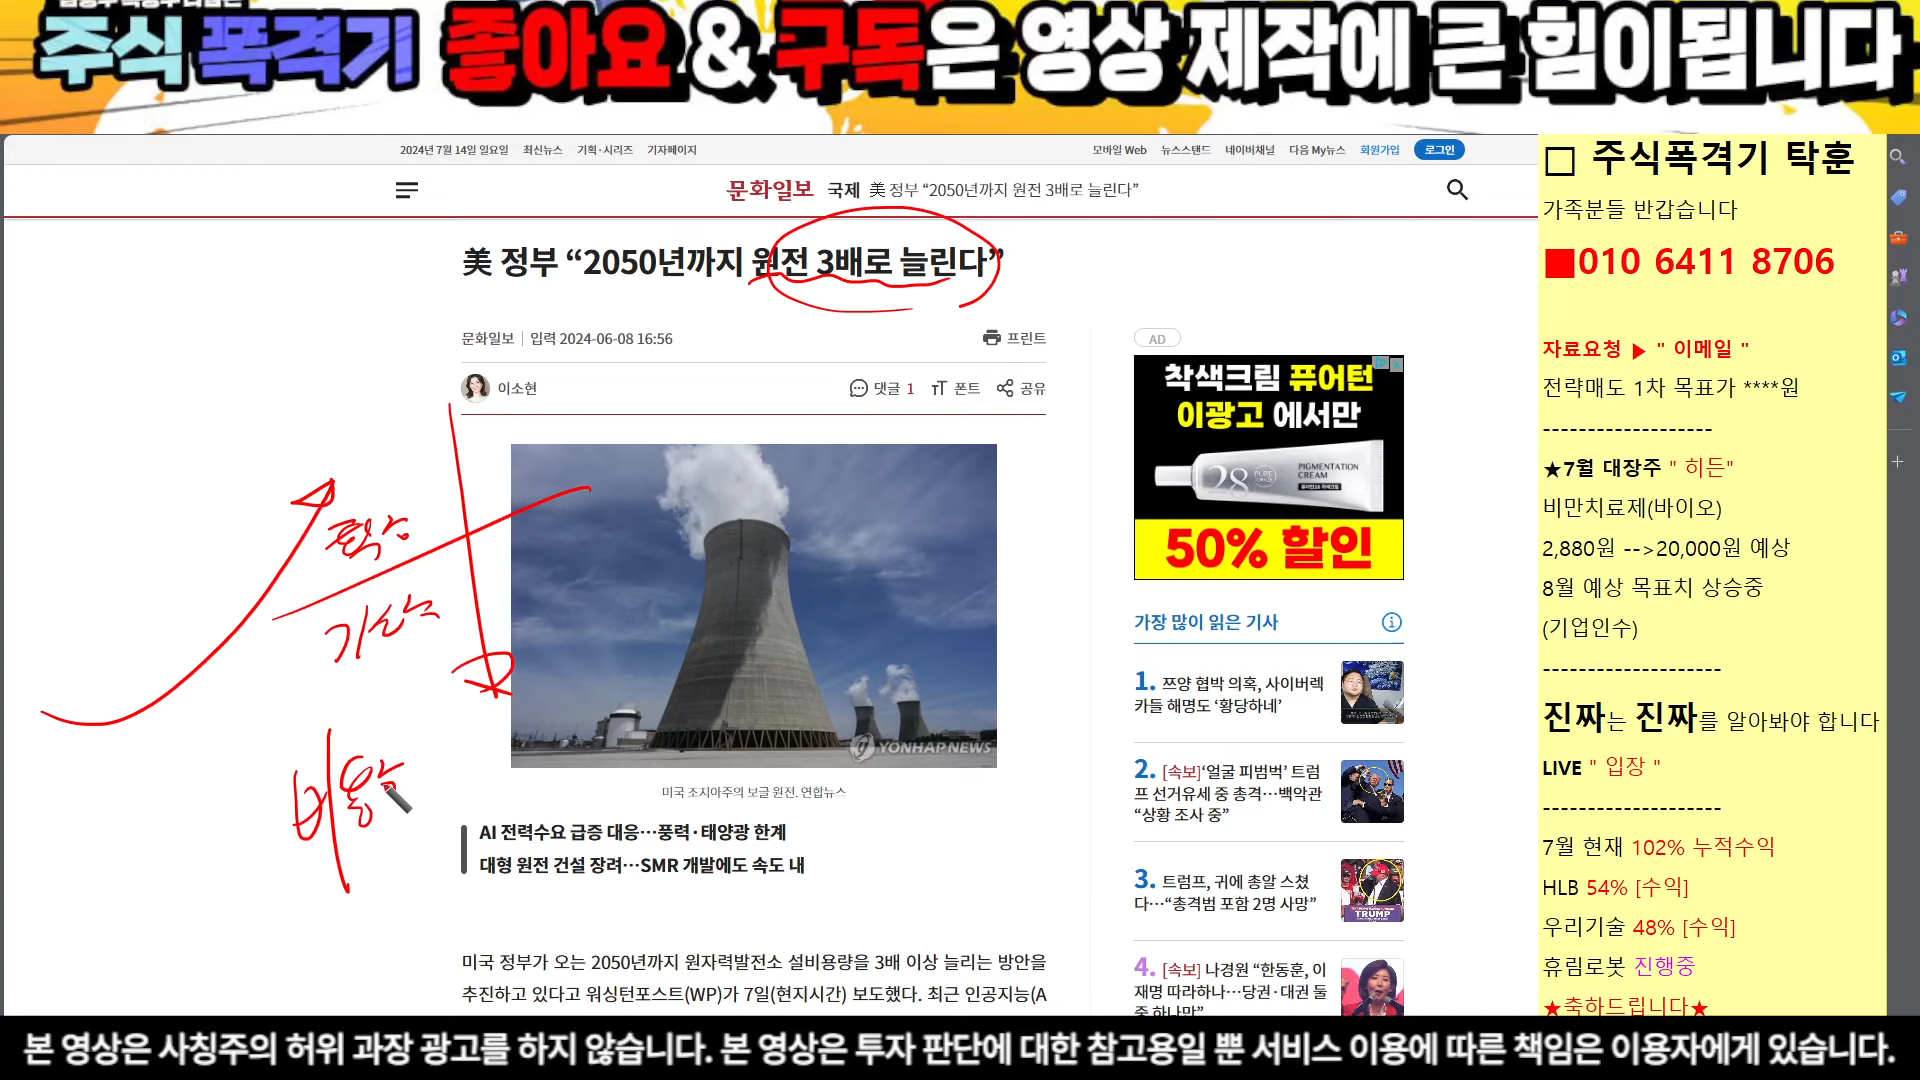 주식 폭격기 좋아요 & 구독은 영상 제작에 큰 힘이됩니다
2024년 7월 14일 일요일 최신뉴스 기획·시리즈 기자페이지
모바일 Web 뉴스스탠드 네이버채널 다음 My뉴스 회원가입 로그인
문화일보 국제 美 정부 “2050년까지 원전 3배로 늘린다”
美 정부 “2050년까지 원전 3배로 늘린다”
문화일보 입력 2024-06-08 16:56
프린트
이소현
댓글 1 TT 폰트 공유
확장
기산
비용
YONHAPNEWS
미국 조지아주의 보글 원전. 연합뉴스
AI 전력수요 급증 대응…풍력·태양광 한계
대형 원전 건설 장려…SMR 개발에도 속도 내
미국 정부가 오는 2050년까지 원자력발전소 설비용량을 3배 이상 늘리는 방안을
추진하고 있다고 워싱턴포스트(WP)가 7일(현지시간) 보도했다. 최근 인공지능(A
AD
착색크림 퓨어턴
이광고 에서만
28
PIGMENTATION
CREAM
50% 할인
가장 많이 읽은 기사
1. 쯔양 협박 의혹, 사이버렉
카들 해명도 ‘황당하네’
2. [속보]‘얼굴 피범벅’ 트럼
프 선거유세 중 총격…백악관
“상황 조사 중”
3. 트럼프, 귀에 총알 스쳤
다…“총격범 포함 2명 사망”
TRUMP
4. [속보] 나경원 “한동훈, 이
재명 따라하나…당권·대권 둘
중 하나만”
□ 주식폭격기 탁훈
가족분들 반갑습니다
■010 6411 8706
자료요청 ▶ " 이메일 "
전략매도 1차 목표가 ****원
-------------------
★7월 대장주 " 히든"
비만치료제(바이오)
2,880원 -->20,000원 예상
8월 예상 목표치 상승중
(기업인수)
--------------------
진짜는 진짜를 알아봐야 합니다
LIVE " 입장 "
--------------------
7월 현재 102% 누적수익
HLB 54% [수익]
우리기술 48% [수익]
휴림로봇 진행중
★축하드립니다★
본 영상은 사칭주의 허위 과장 광고를 하지 않습니다. 본 영상은 투자 판단에 대한 참고용일 뿐 서비스 이용에 따른 책임은 이용자에게 있습니다.